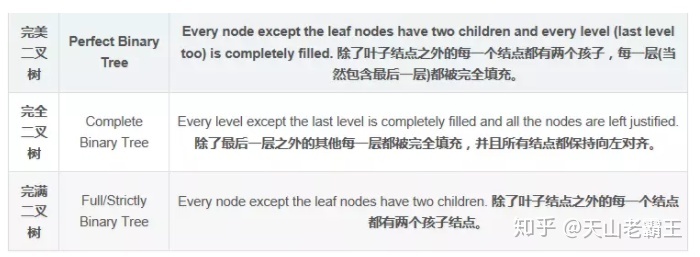 完美
二叉
树
Perfect Binary
Tree
Every node except the leaf nodes have two children and every level (last
level too) is completely filled. 除了叶子结点之外的每一个结点都有两个孩子，每一层(当
然包含最后一层)都被完全填充。
完全
二叉
树
Complete
Binary Tree
Every level except the last level is completely filled and all the nodes are left justified.
除了最后一层之外的其他每一层都被完全填充，并且所有结点都保持向左对齐。
完满
二叉
树
Full/Strictly
Binary Tree
Every node except the leaf nodes have two children. 除了叶子结点之外的每一个结点
都有两个孩子结点。
知乎 @天山老霸王